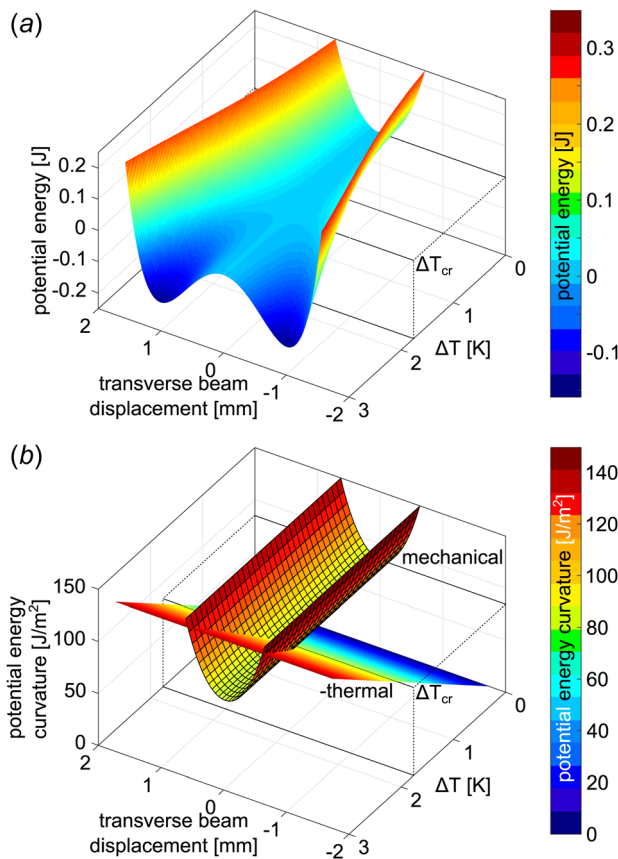 (a)
potential energy [J]
0.2
0.1
0
-0.1
-0.2
2
1
0
-1
-2
transverse beam
displacement [mm]
3
2
1
0
ΔT [K]
ΔTcr
0.3
0.2
0.1
0
-0.1
potential energy [J]
(b)
potential energy
curvature [J/m²]
150
100
50
0
2
1
0
-1
-2
transverse beam
displacement [mm]
3
2
1
0
ΔT [K]
mechanical
-thermal
ΔTcr
140
120
100
80
60
40
20
0
potential energy curvature [J/m²]